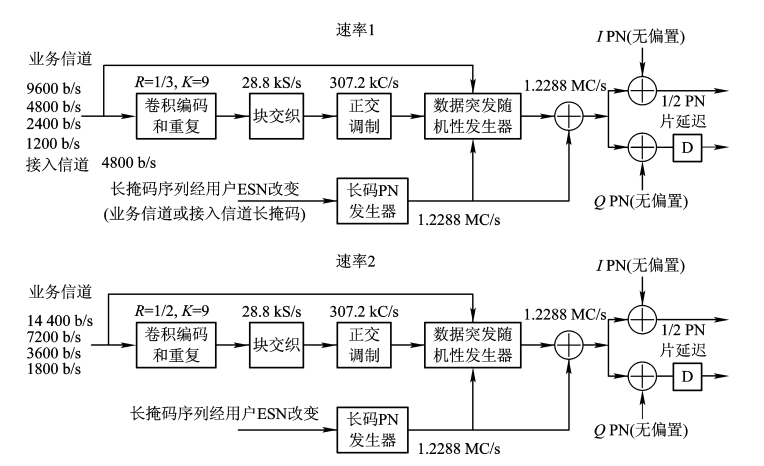 速率1
I PN(无偏置)
业务信道
R=1/3, K=9
28.8 kS/s
307.2 kC/s
1.2288 MC/s
9600 b/s
4800 b/s
2400 b/s
1200 b/s
卷积编码
和重复
块交织
正交
调制
数据突发随
机性发生器
1/2 PN
片延迟
D
接入信道 4800 b/s
长掩码序列经用户ESN改变
(业务信道或接入信道长掩码)
长码PN
发生器
1.2288 MC/s
Q PN(无偏置)
速率2
I PN(无偏置)
业务信道
R=1/2, K=9
28.8 kS/s
307.2 kC/s
1.2288 MC/s
14 400 b/s
7200 b/s
3600 b/s
1800 b/s
卷积编码
和重复
块交织
正交
调制
数据突发随
机性发生器
1/2 PN
片延迟
D
长掩码序列经用户ESN改变
长码PN
发生器
1.2288 MC/s
Q PN(无偏置)